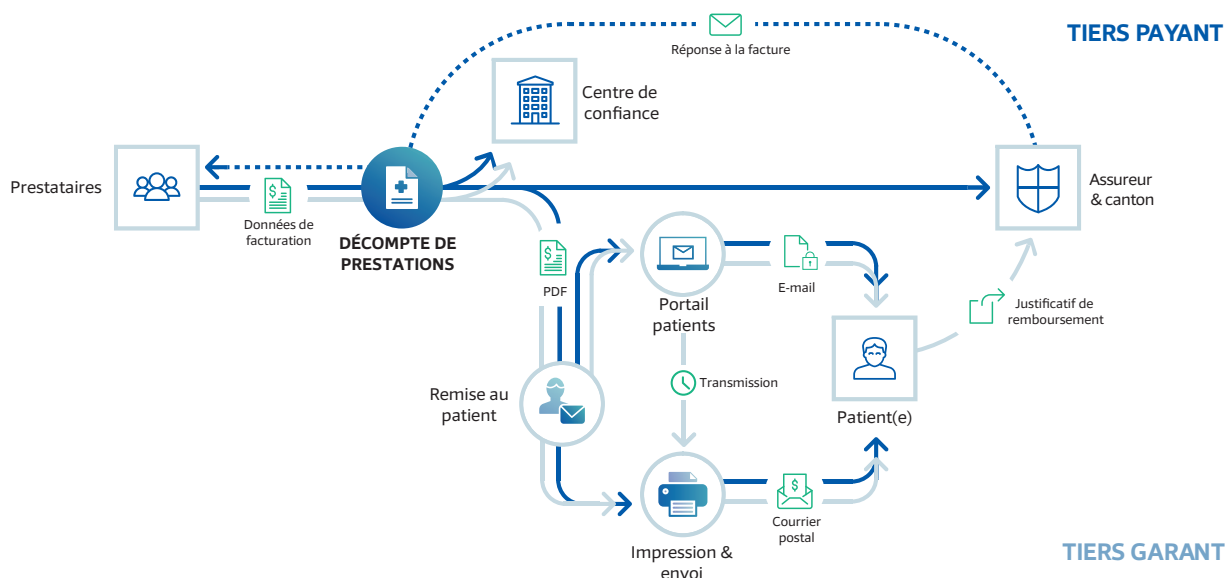 TIERS PAYANT
Réponse à la facture
Centre de
confiance
Prestataires
Données de
facturation
DÉCOMPTE DE
PRESTATIONS
Assureur
& canton
PDF
Portail
patients
E-mail
Justificatif de
remboursement
Remise au
patient
Transmission
Patient(e)
Courrier
postal
Impression &
envoi
TIERS GARANT